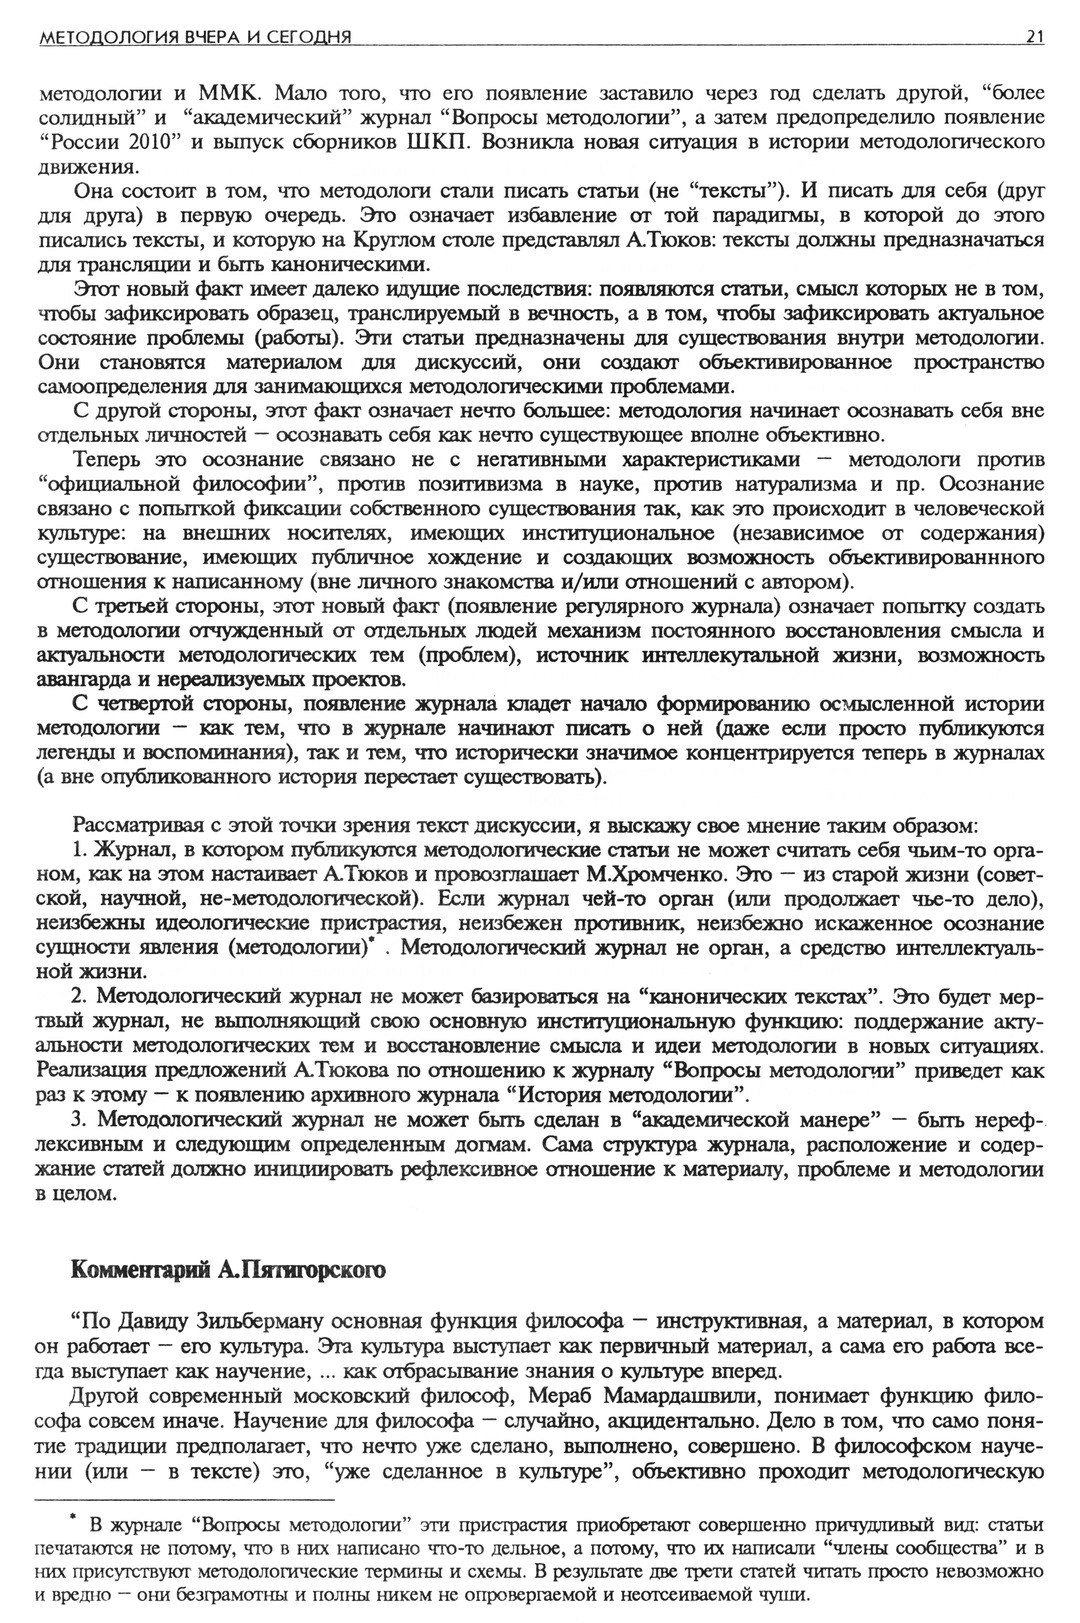 МЕТОДОЛОГИЯ ВЧЕРА И СЕГОДНЯ 21
методологии и ММК. Мало того, что его появление заставило через год сделать другой, “более
солидный” и “академический” журнал “Вопросы методологии”, а затем предопределило появление
“России 2010” и выпуск сборников ШКП. Возникла новая ситуация в истории методологического
движения.
Она состоит в том, что методологи стали писать статьи (не “тексты”). И писать для себя (друг
для друга) в первую очередь. Это означает избавление от той парадигмы, в которой до этого
писались тексты, и которую на Круглом столе представлял А.Тюков: тексты должны предназначаться
для трансляции и быть каноническими.
Этот новый факт имеет далеко идущие последствия: появляются статьи, смысл которых не в том,
чтобы зафиксировать образец, транслируемый в вечность, а в том, чтобы зафиксировать актуальное
состояние проблемы (работы). Эти статьи предназначены для существования внутри методологии.
Они становятся материалом для дискуссий, они создают объективированное пространство
самоопределения для занимающихся методологическими проблемами.
С другой стороны, этот факт означает нечто большее: методология начинает осознавать себя вне
отдельных личностей — осознавать себя как нечто существующее вполне объективно.
Теперь это осознание связано не с негативными характеристиками — методологи против
“официальной философии”, против позитивизма в науке, против натурализма и пр. Осознание
связано с попыткой фиксации собственного существования так, как это происходит в человеческой
культуре: на внешних носителях, имеющих институциональное (независимое от содержания)
существование, имеющих публичное хождение и создающих возможность объективированнного
отношения к написанному (вне личного знакомства и/или отношений с автором).
С третьей стороны, этот новый факт (появление регулярного журнала) означает попытку создать
в методологии отчужденный от отдельных людей механизм постоянного восстановления смысла и
актуальности методологических тем (проблем), источник интеллекутальной жизни, возможность
авангарда и нереализуемых проектов.
С четвертой стороны, появление журнала кладет начало формированию осмысленной истории
методологии — как тем, что в журнале начинают писать о ней (даже если просто публикуются
легенды и воспоминания), так и тем, что исторически значимое концентрируется теперь в журналах
(а вне опубликованного история перестает существовать).
Рассматривая с этой точки зрения текст дискуссии, я выскажу свое мнение таким образом:
1. Журнал, в котором публикуются методологические статьи не может считать себя чьим-то орга-
ном, как на этом настаивает А.Тюков и провозглашает М.Хромченко. Это — из старой жизни (совет-
ской, научной, не-методологической). Если журнал чей-то орган (или продолжает чье-то дело),
неизбежны идеологические пристрастия, неизбежен противник, неизбежно искаженное осознание
сущности явления (методологии)* . Методологический журнал не орган, а средство интеллектуаль-
ной жизни.
2. Методологический журнал не может базироваться на “канонических текстах”. Это будет мер-
твый журнал, не выполняющий свою основную институциональную функцию: поддержание акту-
альности методологических тем и восстановление смысла и идеи методологии в новых ситуациях.
Реализация предложений А.Тюкова по отношению к журналу “Вопросы методологии” приведет как
раз к этому — к появлению архивного журнала “История методологии”.
3. Методологический журнал не может быть сделан в “академической манере” — быть нереф-
лексивным и следующим определенным догмам. Сама структура журнала, расположение и содер-
жание статей должно инициировать рефлексивное отношение к материалу, проблеме и методологии
в целом.
Комментарий А.Пятигорского
“По Давиду Зильберману основная функция философа — инструктивная, а материал, в котором
он работает — его культура. Эта культура выступает как первичный материал, а сама его работа все-
гда выступает как научение, ... как отбрасывание знания о культуре вперед.
Другой современный московский философ, Мераб Мамардашвили, понимает функцию фило-
софа совсем иначе. Научение для философа — случайно, акцидентально. Дело в том, что само поня-
тие традиции предполагает, что нечто уже сделано, выполнено, совершено. В философском науче-
нии (или — в тексте) это, “уже сделанное в культуре”, объективно проходит методологическую
* В журнале “Вопросы методологии” эти пристрастия приобретают совершенно причудливый вид: статьи
печатаются не потому, что в них написано что-то дельное, а потому, что их написали “члены сообщества” и в
них присутствуют методологические термины и схемы. В результате две трети статей читать просто невозможно
и вредно — они безграмотны и полны никем не опровергаемой и неотсеиваемой чуши.